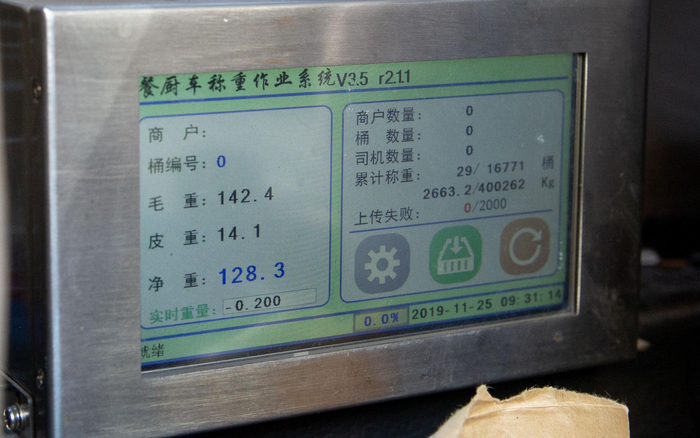 餐厨车称重作业系统V3.5 r2.1.1
商 户:
桶编号: 0
毛 重: 142.4
皮 重: 14.1
净 重: 128.3
实时重量: -0.200
就绪
商户数量: 0
桶 数量: 0
司机数量: 0
累计称重: 29/ 16771 桶
2663.2/400262 Kg
上传失败: 0/2000
0.0% 2019-11-25 09:31:14